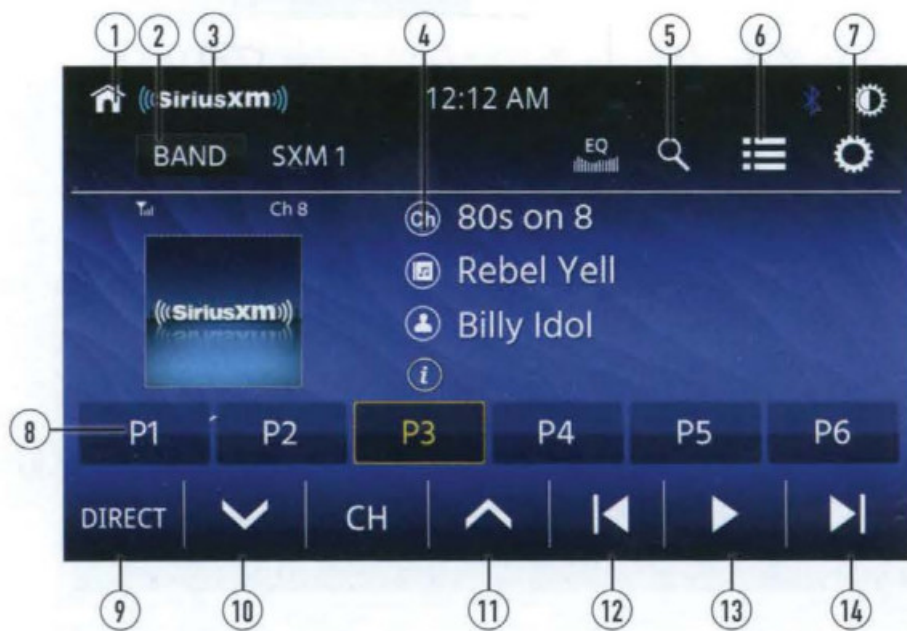 1 2 3 4 5 6 7
((SiriusXM)) 12:12 AM
BAND SXM 1 EQ
Ch 8
Ch 80s on 8
Rebel Yell
((SiriusXM))
Billy Idol
i
8 P1 P2 P3 P4 P5 P6
DIRECT CH
9 10 11 12 13 14